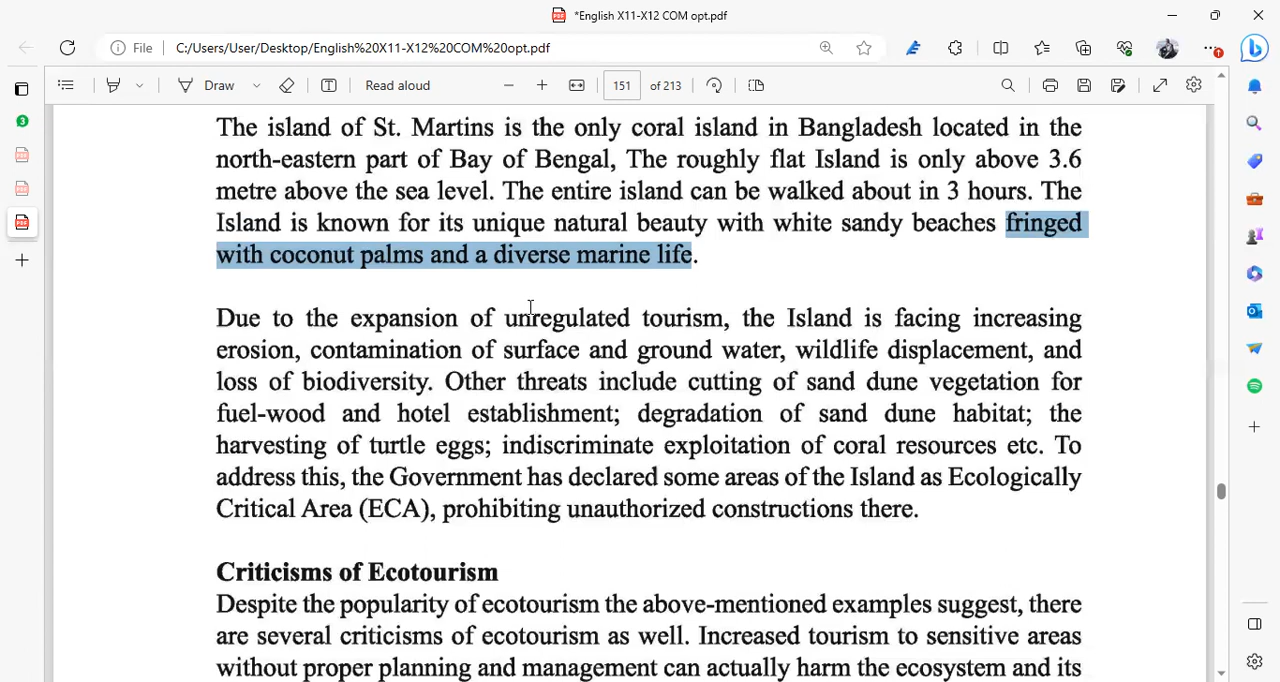 *English X11-X12 COM opt.pdf
File C:/Users/User/Desktop/English%20X11-X12%20COM%20opt.pdf
Draw Read aloud 151 of 213
The island of St. Martins is the only coral island in Bangladesh located in the
north-eastern part of Bay of Bengal, The roughly flat Island is only above 3.6
metre above the sea level. The entire island can be walked about in 3 hours. The
Island is known for its unique natural beauty with white sandy beaches fringed
with coconut palms and a diverse marine life.
Due to the expansion of unregulated tourism, the Island is facing increasing
erosion, contamination of surface and ground water, wildlife displacement, and
loss of biodiversity. Other threats include cutting of sand dune vegetation for
fuel-wood and hotel establishment; degradation of sand dune habitat; the
harvesting of turtle eggs; indiscriminate exploitation of coral resources etc. To
address this, the Government has declared some areas of the Island as Ecologically
Critical Area (ECA), prohibiting unauthorized constructions there.
Criticisms of Ecotourism
Despite the popularity of ecotourism the above-mentioned examples suggest, there
are several criticisms of ecotourism as well. Increased tourism to sensitive areas
without proper planning and management can actually harm the ecosystem and its